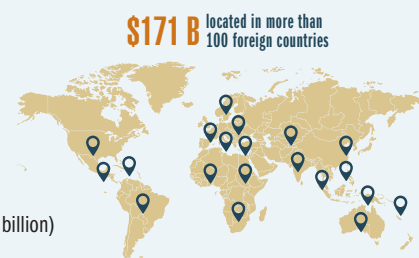 $171 B located in more than
100 foreign countries
billion)